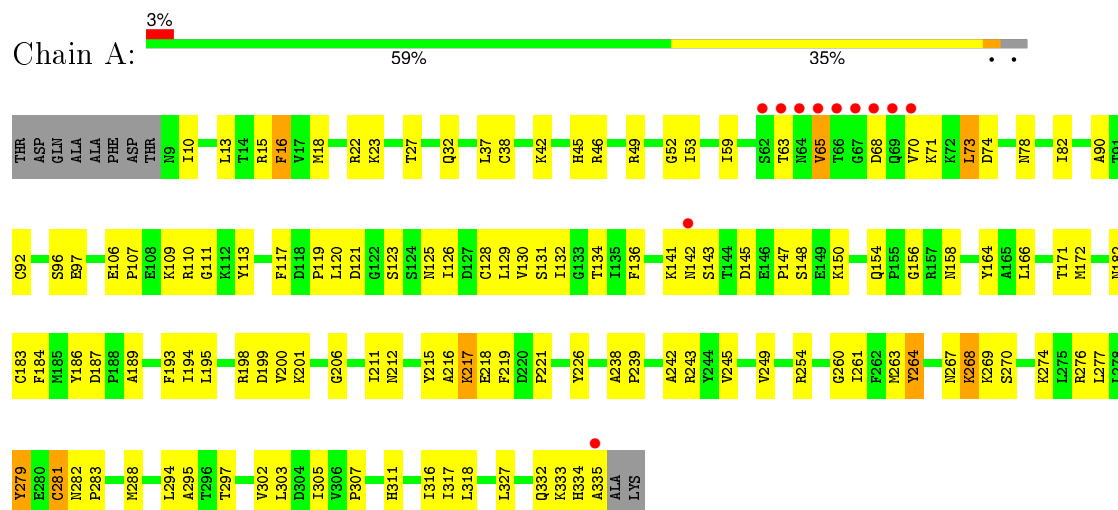 3%
Chain A:
59% 35% • •
THR ASP GLN ALA ALA PHE ASP THR N9 I10 L13 T14 R15 F16 V17 M18 R22 K23 T27 Q32 L37 C38 K42 H45 R46 R49 G52 I53 I59 S62 T63 N64 V65 T66 G67 D68 Q69 V70 K71 K72 L73 D74 N78 I82 A90 T91
C92 S96 E97 E106 P107 E108 K109 R110 G111 K112 Y113 F117 D118 P119 L120 D121 G122 S123 S124 N125 I126 D127 C128 L129 V130 S131 I132 G133 T134 I135 F136 K141 N142 S143 T144 D145 E146 P147 S148 E149 K150 Q154 P155 G156 R157 N158 Y164 A165 L166 T171 M172 N182
C183 F184 M185 Y186 D187 P188 A189 F193 I194 L195 R198 D199 V200 K201 G206 I211 N212 Y215 A216 K217 E218 F219 D220 P221 Y226 A238 P239 A242 R243 Y244 V245 V249 R254 G260 I261 F262 M263 Y264 N267 K268 K269 S270 K274 L275 R276 L277 L278
Y279 E280 C281 N282 P283 M288 L294 A295 T296 T297 V302 L303 D304 I305 V306 P307 H311 I316 I317 L318 L327 Q332 K333 H334 A335 ALA LYS